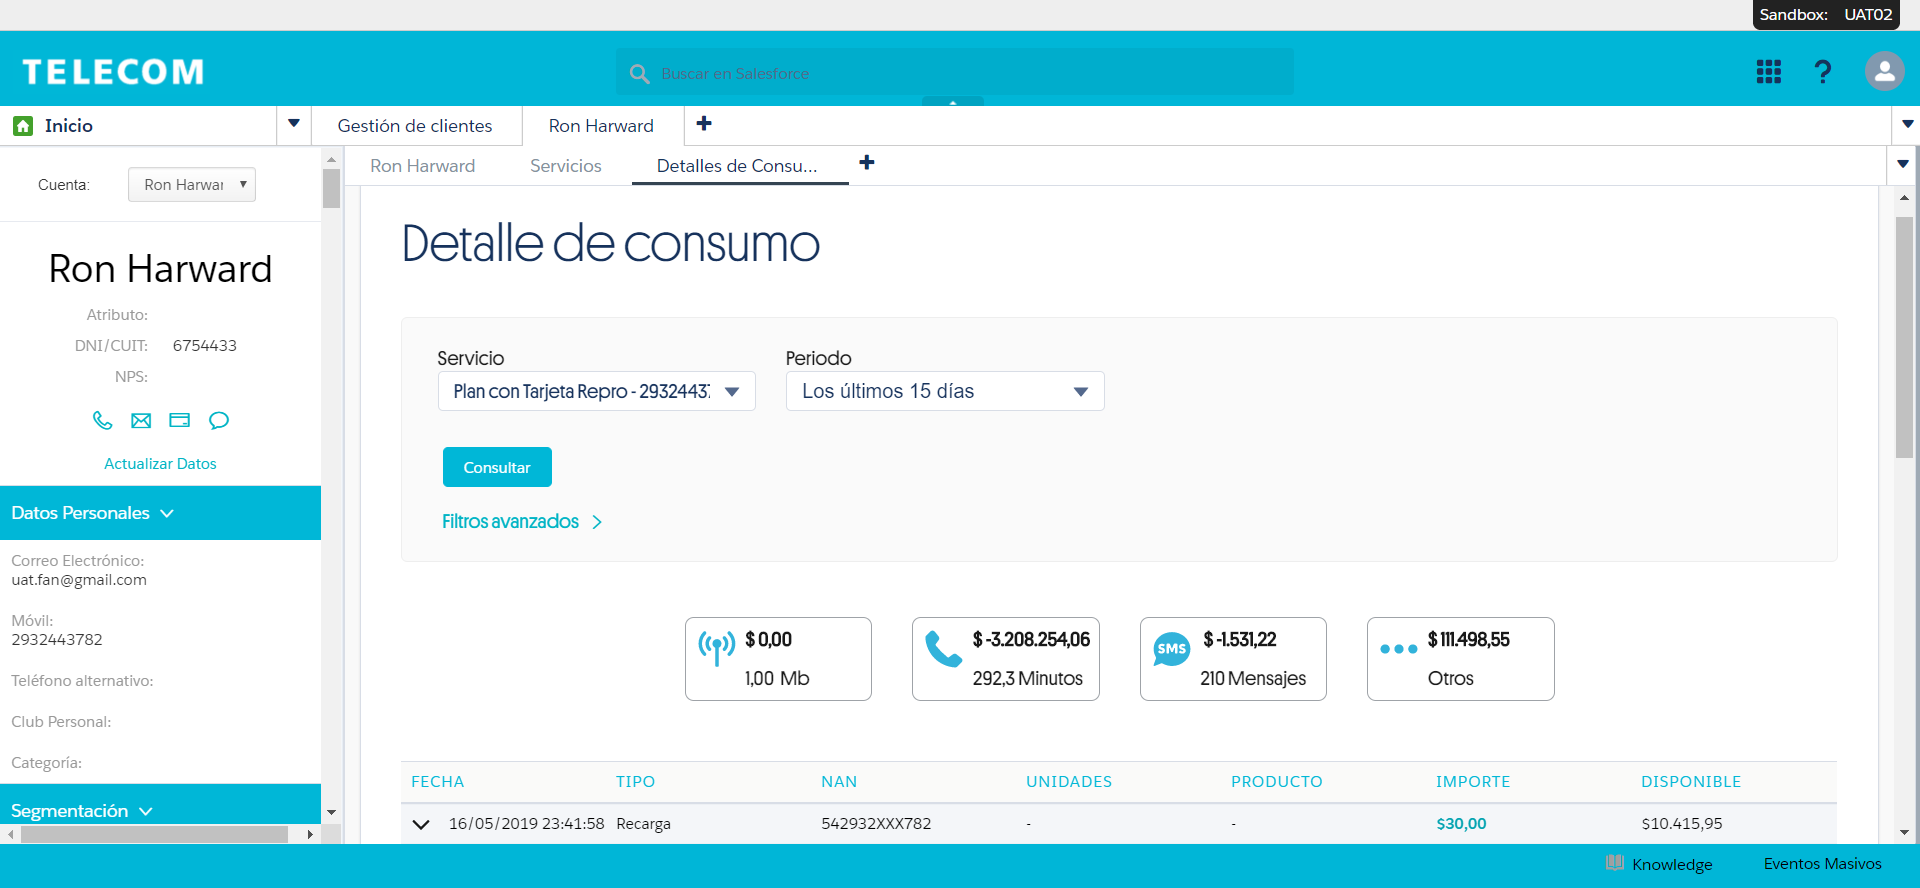 Sandbox: UAT02
TELECOM
Buscar en Salesforce
Inicio
Gestión de clientes
Ron Harward
Ron Harward
Servicios
Detalles de Consu...
Cuenta:
Ron Harwar
Ron Harward
Atributo:
DNI/CUIT: 6754433
NPS:
Actualizar Datos
Datos Personales
Correo Electrónico:
uat.fan@gmail.com
Móvil:
2932443782
Teléfono alternativo:
Club Personal:
Categoría:
Segmentación
Detalle de consumo
Servicio
Plan con Tarjeta Repro - 29324437
Periodo
Los últimos 15 días
Consultar
Filtros avanzados
$ 0,00
1,00 Mb
$ -3.208.254,06
292,3 Minutos
SMS
$ -1.531,22
210 Mensajes
$ 111.498,55
Otros
FECHA TIPO NAN UNIDADES PRODUCTO IMPORTE DISPONIBLE
16/05/2019 23:41:58 Recarga 542932XXX782 - - $30,00 $10.415,95
Knowledge
Eventos Masivos